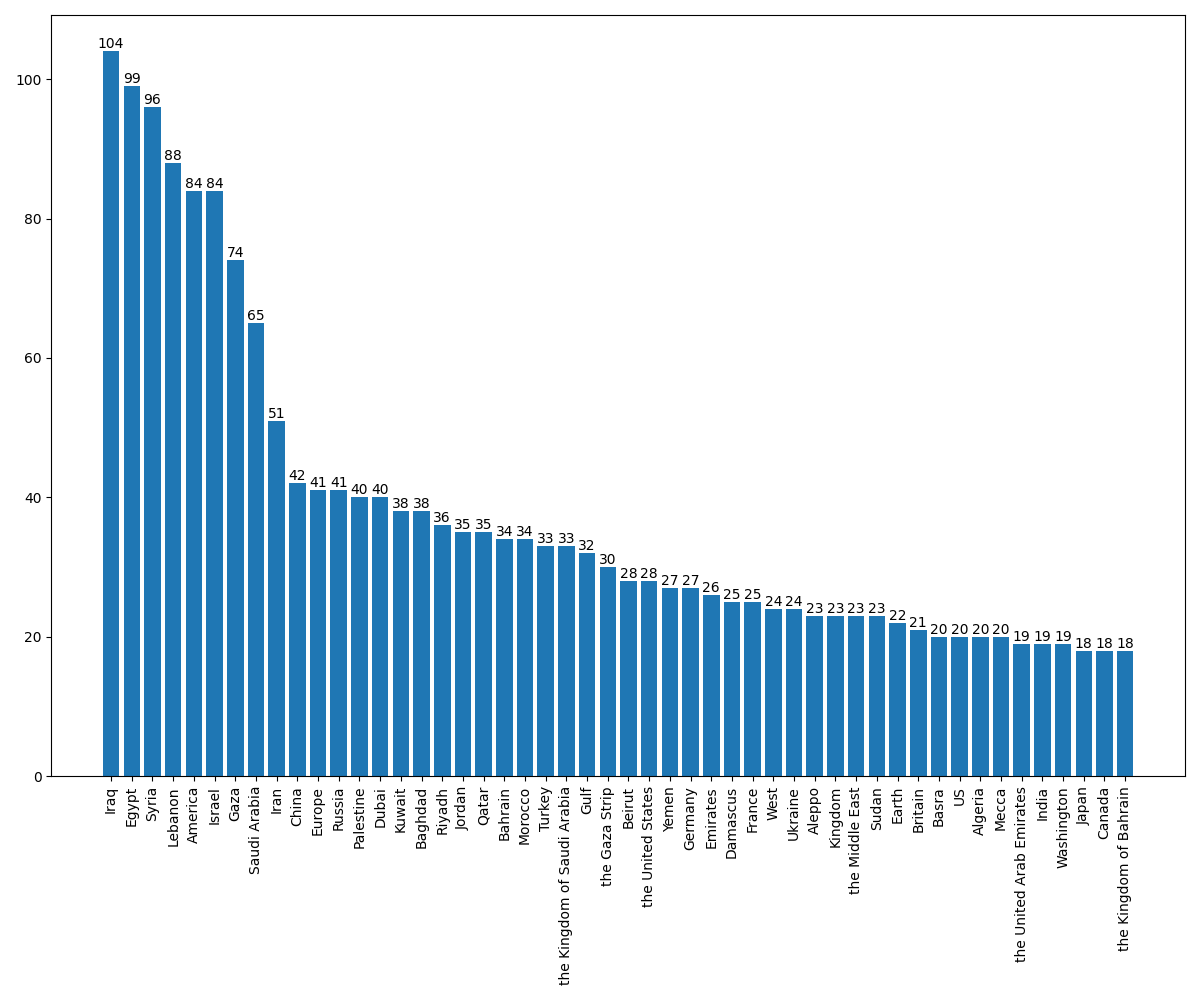 104
99
96
88
84 84
74
65
51
42
41 41
40 40
38 38
36
35 35
34 34
33 33
32
30
28 28
27 27
26
25 25
24 24
23 23 23 23
22
21
20 20 20 20
19 19 19
18 18 18
100
80
60
40
20
0
Iraq
Egypt
Syria
Lebanon
America
Israel
Gaza
Saudi Arabia
Iran
China
Europe
Russia
Palestine
Dubai
Kuwait
Baghdad
Riyadh
Jordan
Qatar
Bahrain
Morocco
Turkey
the Kingdom of Saudi Arabia
Gulf
the Gaza Strip
Beirut
the United States
Yemen
Germany
Emirates
Damascus
France
West
Ukraine
Aleppo
Kingdom
the Middle East
Sudan
Earth
Britain
Basra
US
Algeria
Mecca
the United Arab Emirates
India
Washington
Japan
Canada
the Kingdom of Bahrain